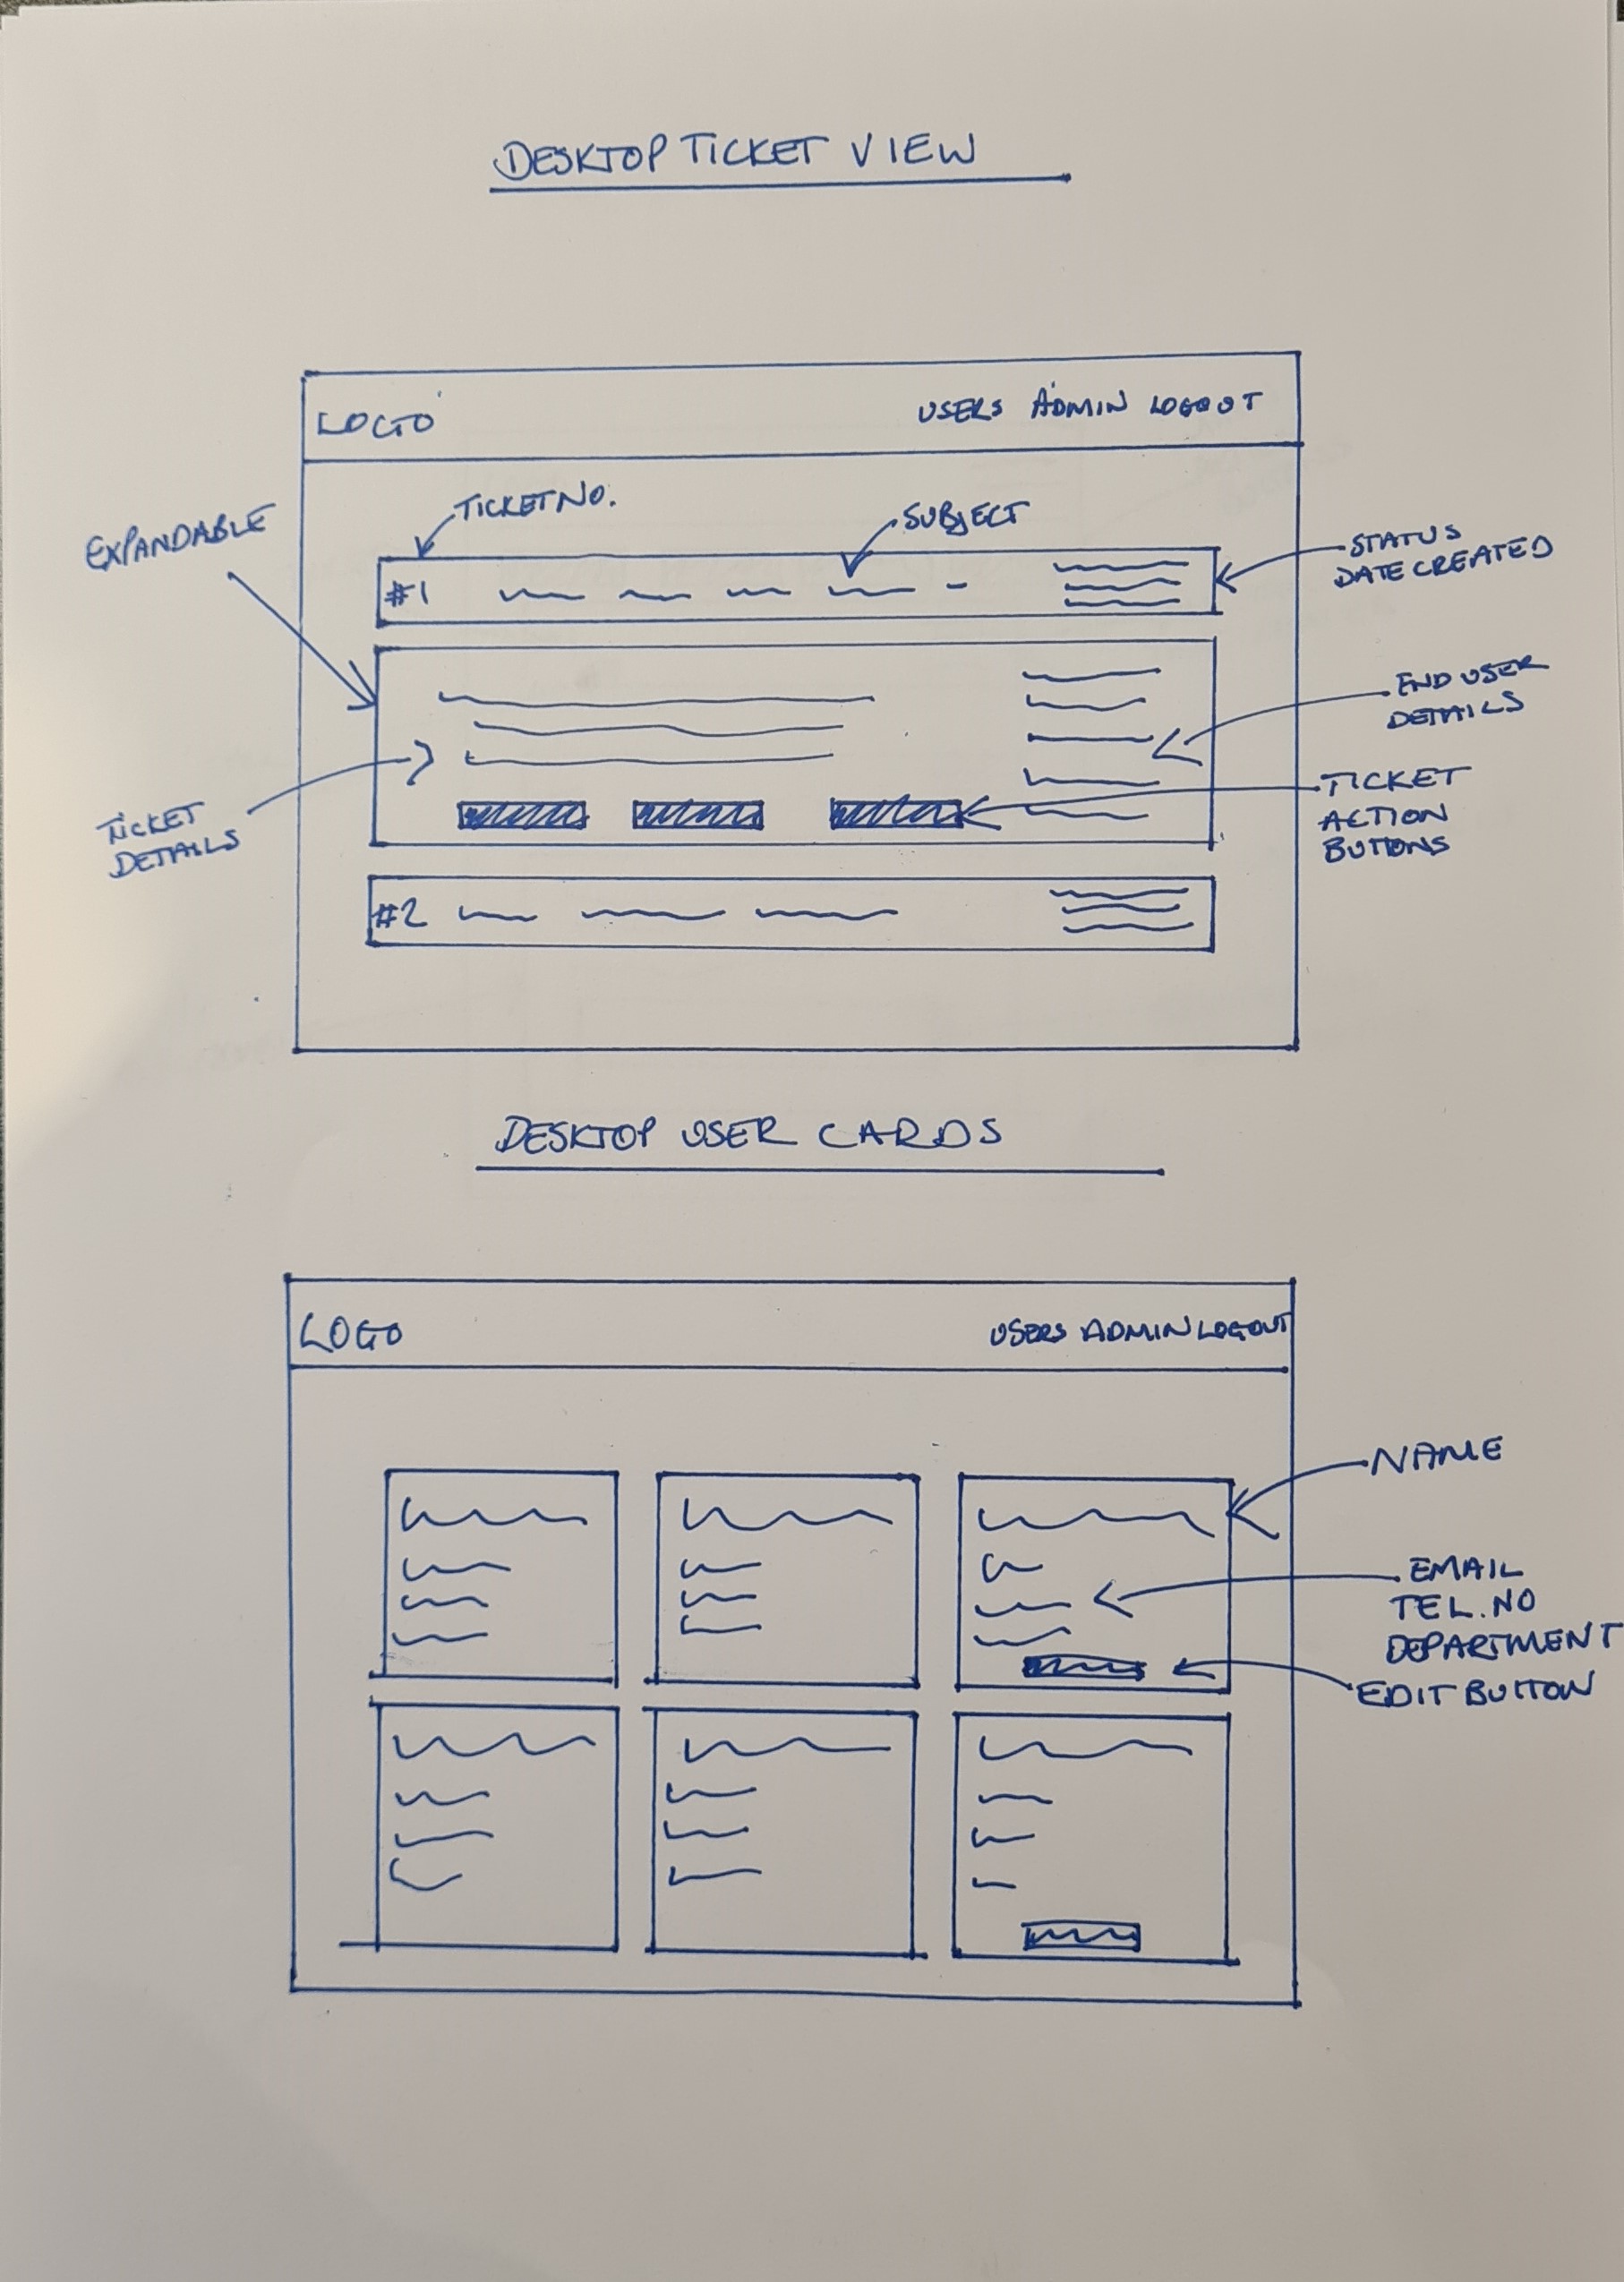 DESKTOP TICKET VIEW
LOGO
USERS ADMIN LOGOUT
TICKET NO.
SUBJECT
EXPANDABLE
STATUS
DATE CREATED
#1
END USER
DETAILS
TICKET
DETAILS
TICKET
ACTION
BUTTONS
#2
DESKTOP USER CARDS
LOGO
USERS ADMIN LOGOUT
NAME
EMAIL
TEL. NO
DEPARTMENT
EDIT BUTTON